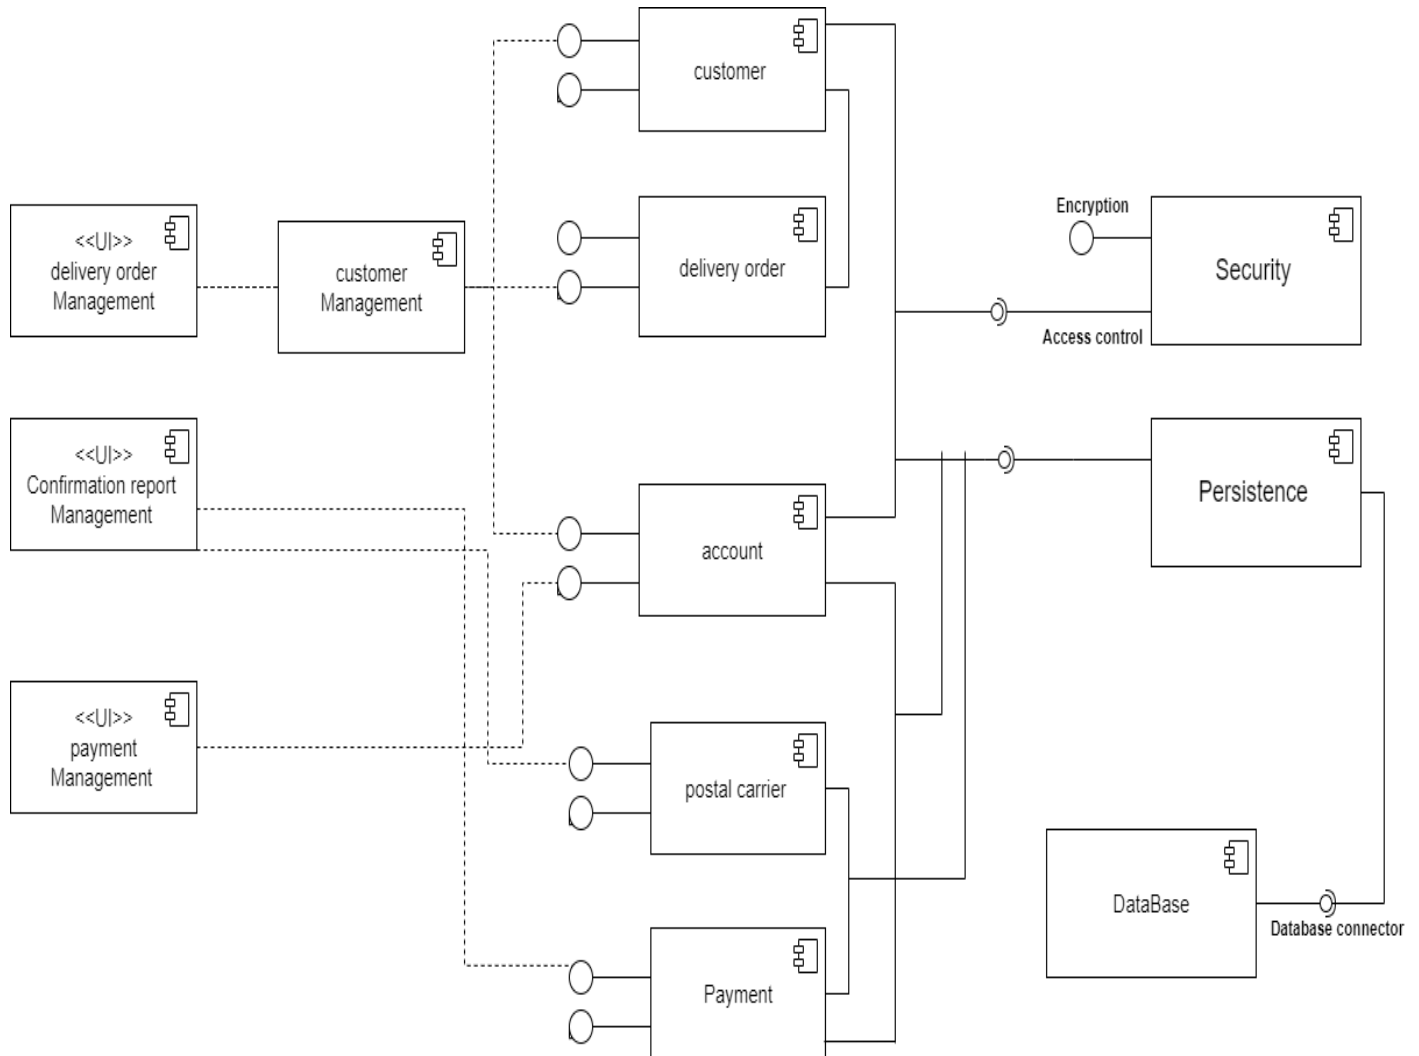 customer
<<UI>>
delivery order
Management
customer
Management
delivery order
Encryption
Security
Access control
<<UI>>
Confirmation report
Management
account
Persistence
<<UI>>
payment
Management
postal carrier
DataBase
Database connector
Payment